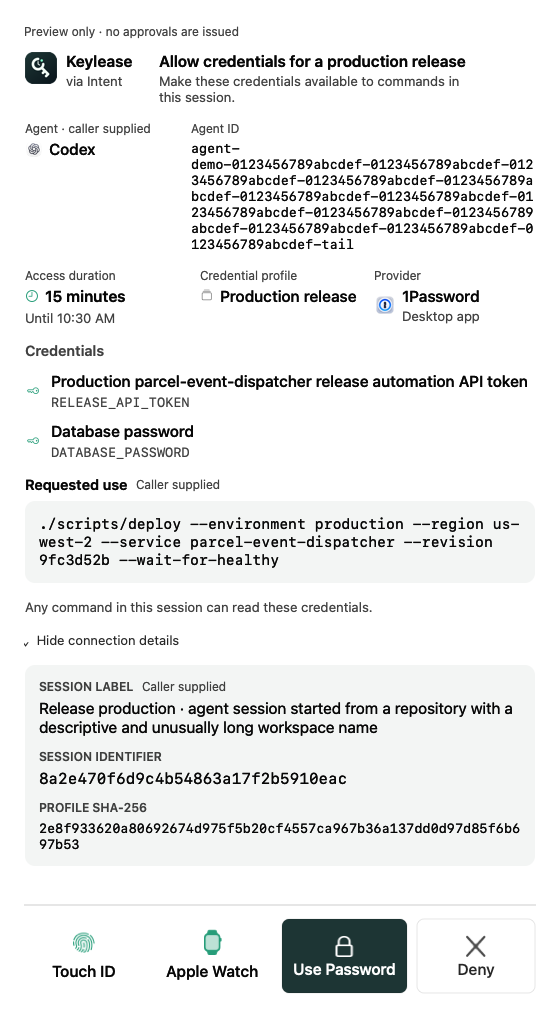 Preview only · no approvals are issued
Keylease
via Intent
Allow credentials for a production release
Make these credentials available to commands in
this session.
Agent · caller supplied
Codex
Agent ID
agent-
demo-0123456789abcdef-0123456789abcdef-012
3456789abcdef-0123456789abcdef-0123456789a
bcdef-0123456789abcdef-0123456789abcdef-01
23456789abcdef-0123456789abcdef-0123456789
abcdef-0123456789abcdef-0123456789abcdef-0
123456789abcdef-tail
Access duration
15 minutes
Until 10:30 AM
Credential profile
Production release
Provider
1Password
Desktop app
Credentials
Production parcel-event-dispatcher release automation API token
RELEASE_API_TOKEN
Database password
DATABASE_PASSWORD
Requested use Caller supplied
./scripts/deploy --environment production --region us-
west-2 --service parcel-event-dispatcher --revision
9fc3d52b --wait-for-healthy
Any command in this session can read these credentials.
Hide connection details
SESSION LABEL Caller supplied
Release production · agent session started from a repository with a
descriptive and unusually long workspace name
SESSION IDENTIFIER
8a2e470f6d9c4b54863a17f2b5910eac
PROFILE SHA-256
2e8f933620a80692674d975f5b20cf4557ca967b36a137dd0d97d85f6b6
97b53
Touch ID
Apple Watch
Use Password
Deny